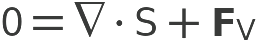 0 = ∇ · S + F_V